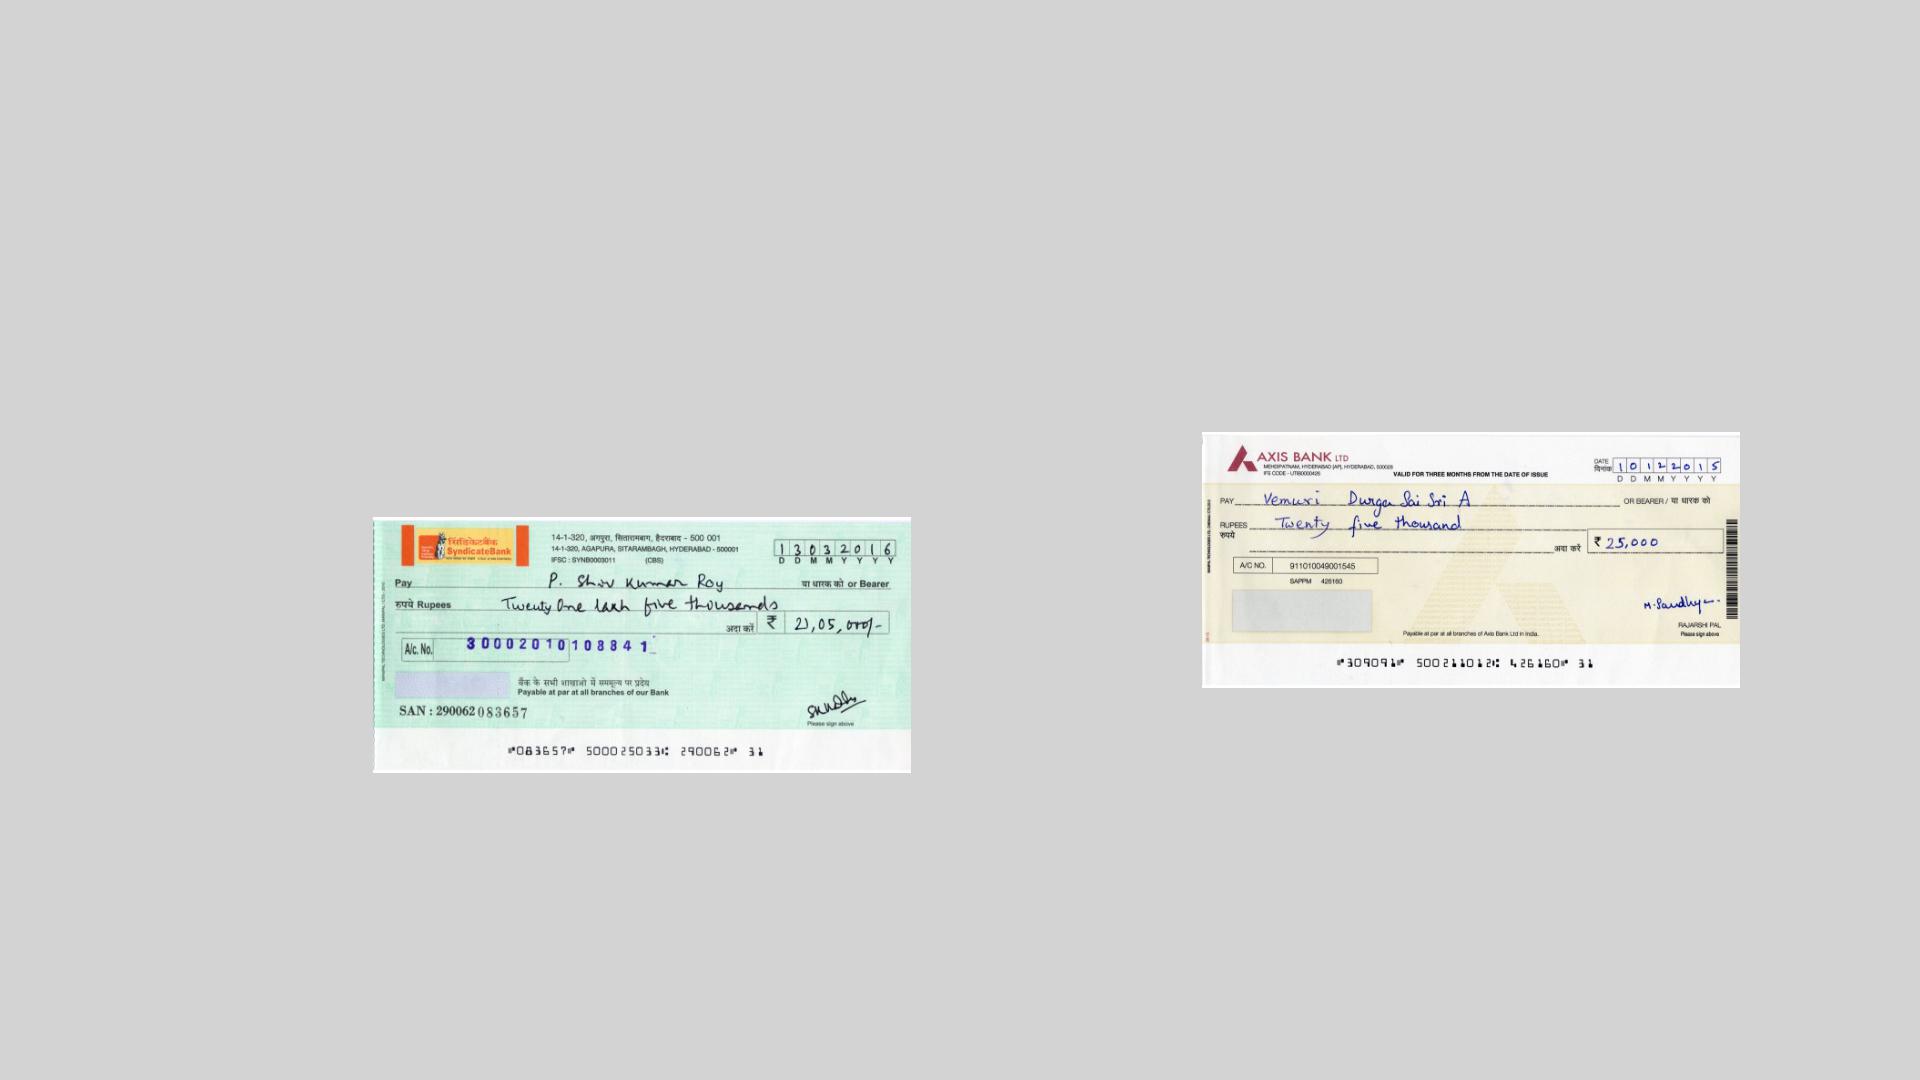 सिंडिकेटबैंक
SyndicateBank
14-1-320, अगपुरा, सितारामबाग, हैदराबाद - 500 001
14-1-320, AGAPURA, SITARAMBAGH, HYDERABAD - 500001
IFSC : SYNB0003011 (CBS)
1 3 0 3 2 0 1 6
D D M M Y Y Y Y
Pay P. Shiv Kumar Roy या धारक को or Bearer
रुपये Rupees Twenty One lakh five thousands
अदा करें ₹ 21,05,000/-
A/c. No. 30002010108841
बैंक के सभी शाखाओ में सममूल्य पर प्रदेय
Payable at par at all branches of our Bank
SAN : 290062083657
Please sign above
⑈083657⑈ 500025033⑆ 290062⑈ 31
AXIS BANK LTD
MEHDIPATNAM, HYDERABAD [AP], HYDERABAD, 500028
IFS CODE - UTIB0000426
VALID FOR THREE MONTHS FROM THE DATE OF ISSUE
DATE
दिनांक 1 0 1 2 2 0 1 5
D D M M Y Y Y Y
PAY Vemuri Durga Sai Sri A OR BEARER / या धारक को
RUPEES Twenty five thousand
रुपये
अदा करें ₹ 25,000
A/C NO. 911010049001545
SAPPM 426160
M. Sandhya
RAJARSHI PAL
Please sign above
Payable at par at all branches of Axis Bank Ltd in India.
⑈309091⑈ 500211012⑆ 426160⑈ 31